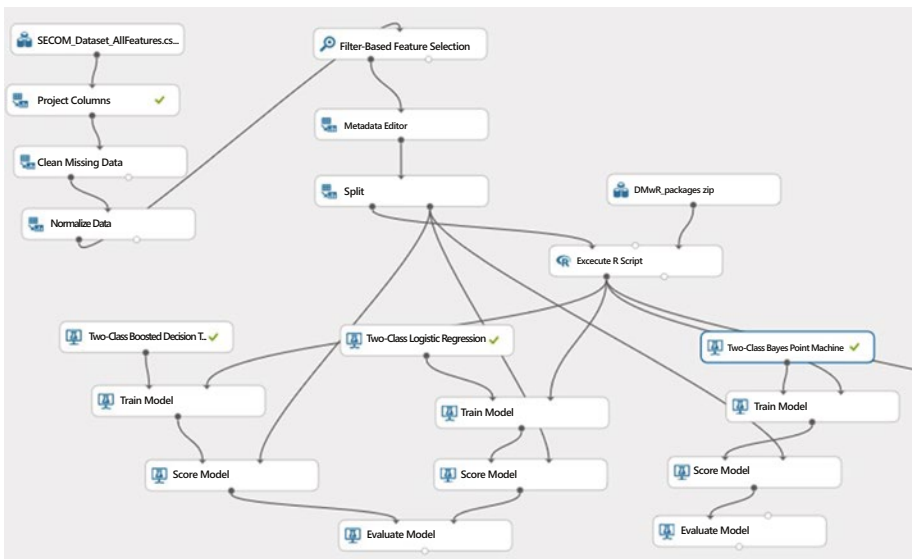 SECOM_Dataset_AllFeatures.cs...
Filter-Based Feature Selection
Project Columns
Metadata Editor
Clean Missing Data
Split
DMwR_packages zip
Normalize Data
Excecute R Script
Two-Class Boosted Decision T...
Two-Class Logistic Regression
Two-Class Bayes Point Machine
Train Model
Train Model
Train Model
Score Model
Score Model
Score Model
Evaluate Model
Evaluate Model